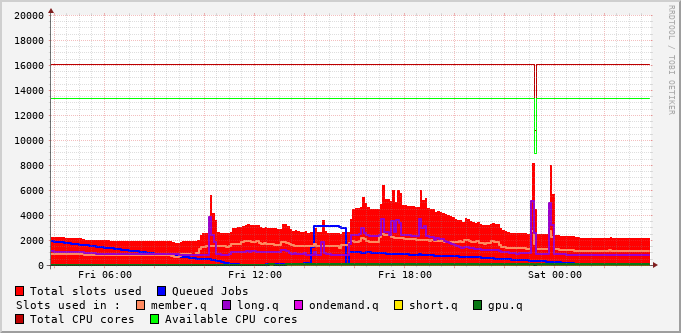 20000
18000
16000
14000
12000
10000
8000
6000
4000
2000
0
Fri 06:00 Fri 12:00 Fri 18:00 Sat 00:00
Total slots used Queued Jobs
Slots used in : member.q long.q ondemand.q short.q gpu.q
Total CPU cores Available CPU cores
RRDTOOL / TOBI OETIKER